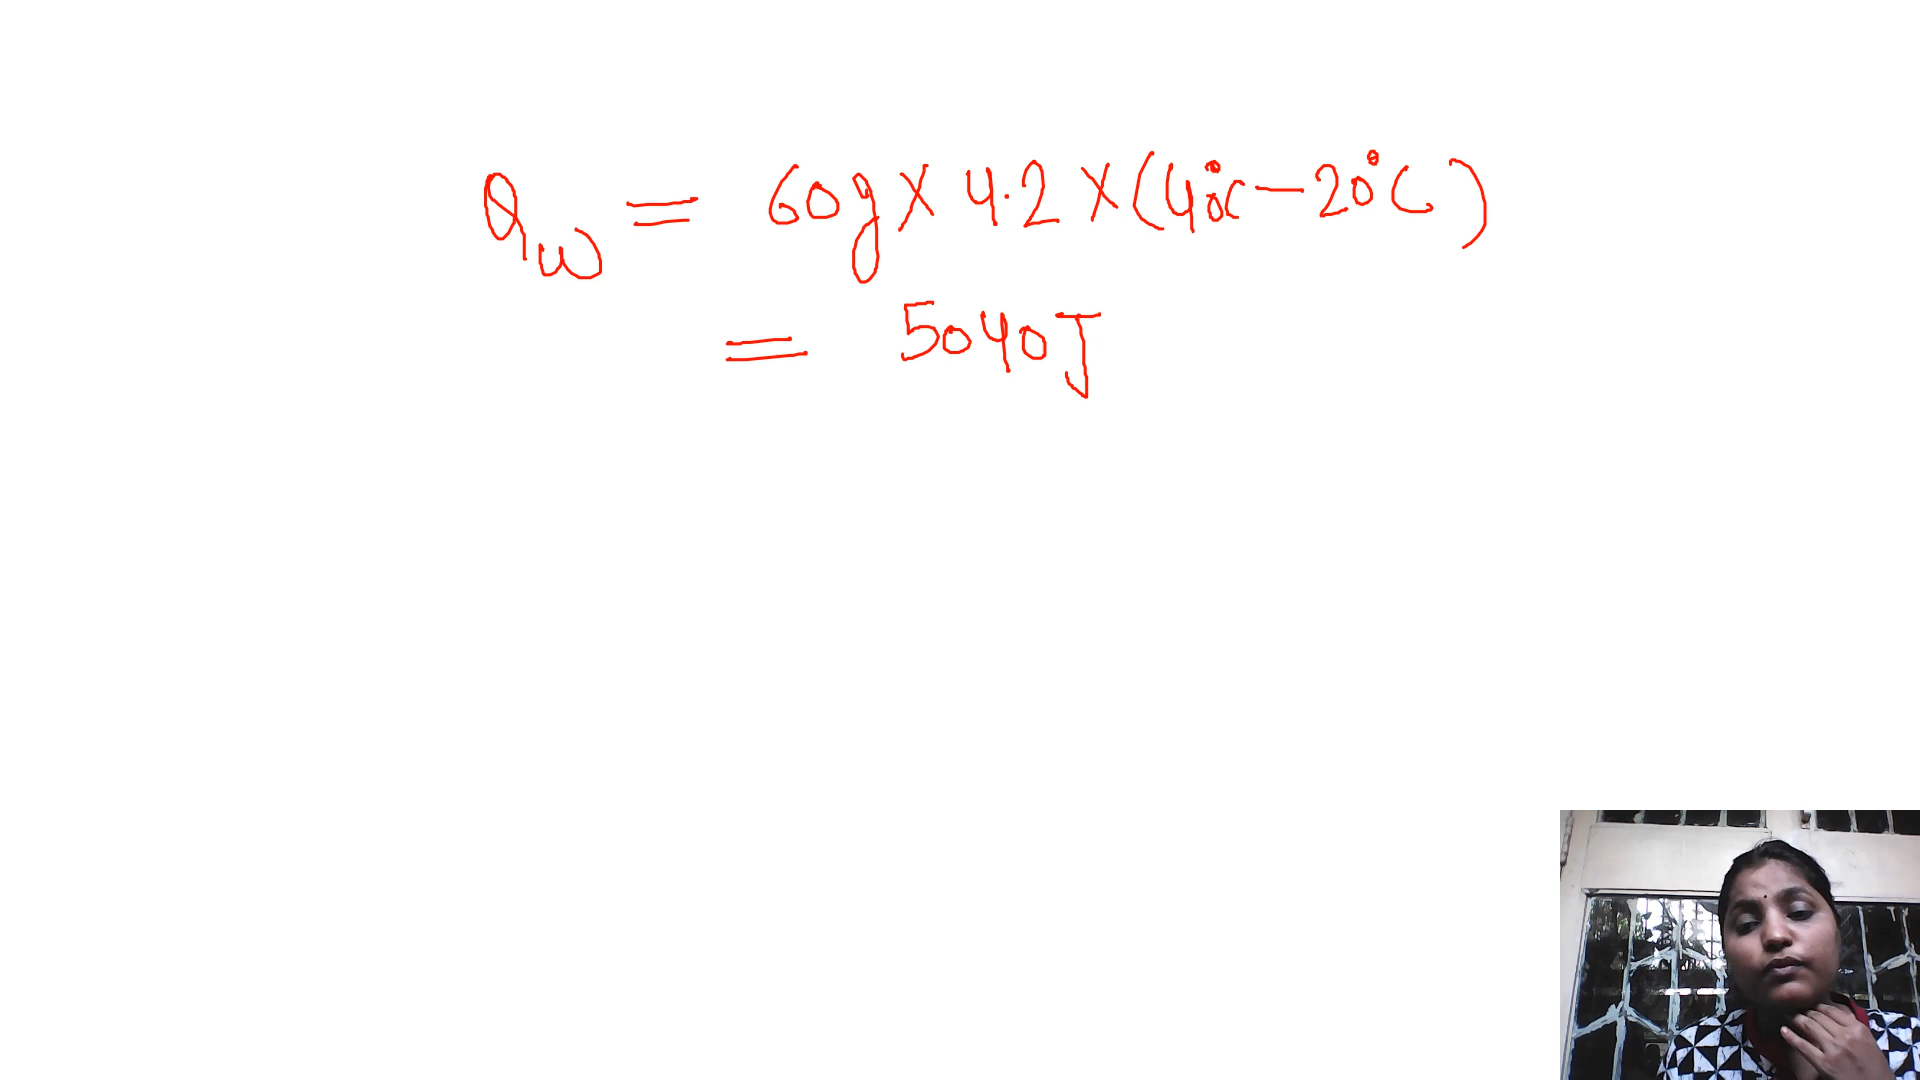 Qw = 60g × 4.2 × (40°C − 20°C)
= 5040J